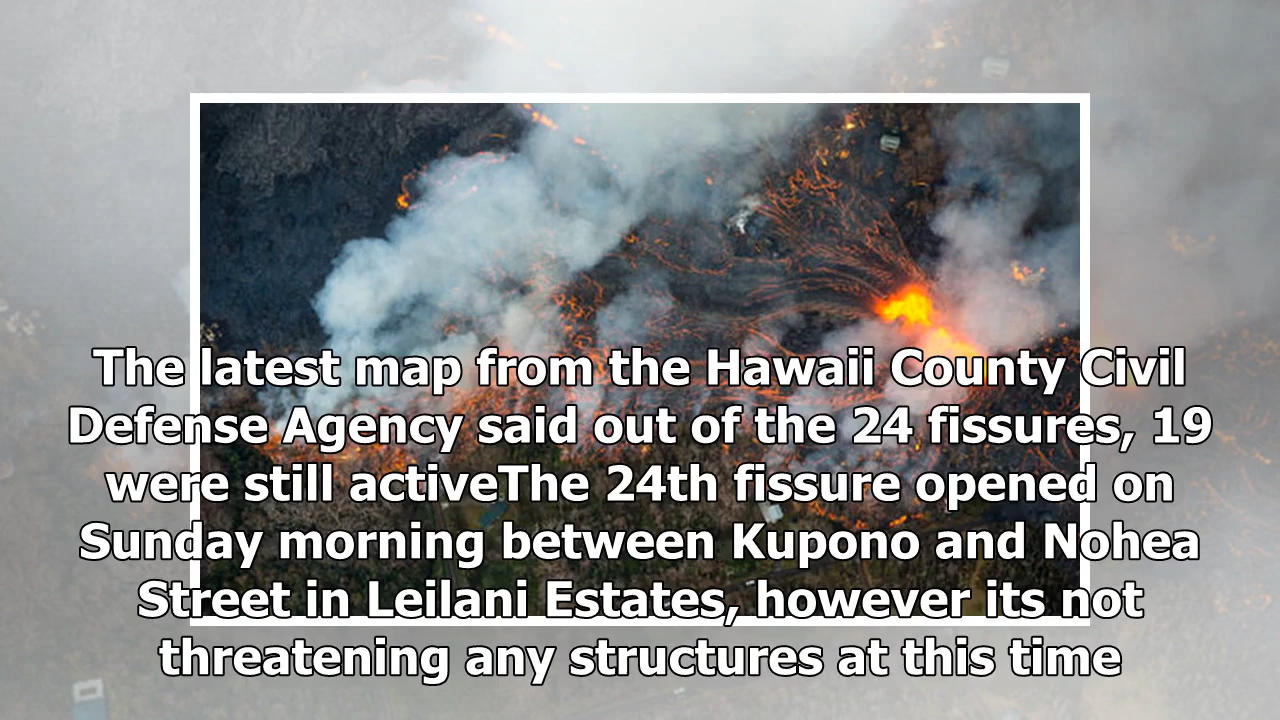 The latest map from the Hawaii County Civil
Defense Agency said out of the 24 fissures, 19
were still activeThe 24th fissure opened on
Sunday morning between Kupono and Nohea
Street in Leilani Estates, however its not
threatening any structures at this time